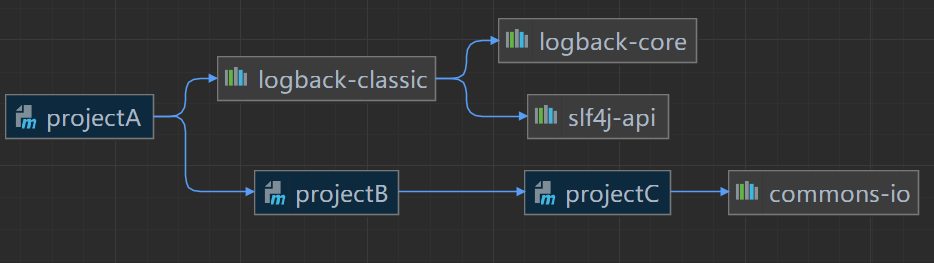 logback-core
logback-classic
projectA
slf4j-api
projectB
projectC
commons-io